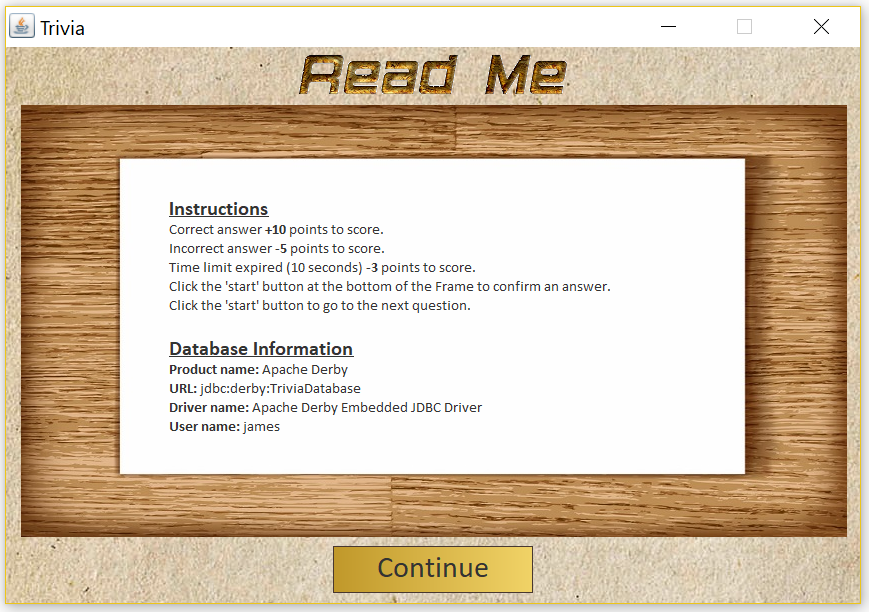 Trivia
Read Me
Instructions
Correct answer +10 points to score.
Incorrect answer -5 points to score.
Time limit expired (10 seconds) -3 points to score.
Click the 'start' button at the bottom of the Frame to confirm an answer.
Click the 'start' button to go to the next question.
Database Information
Product name: Apache Derby
URL: jdbc:derby:TriviaDatabase
Driver name: Apache Derby Embedded JDBC Driver
User name: james
Continue